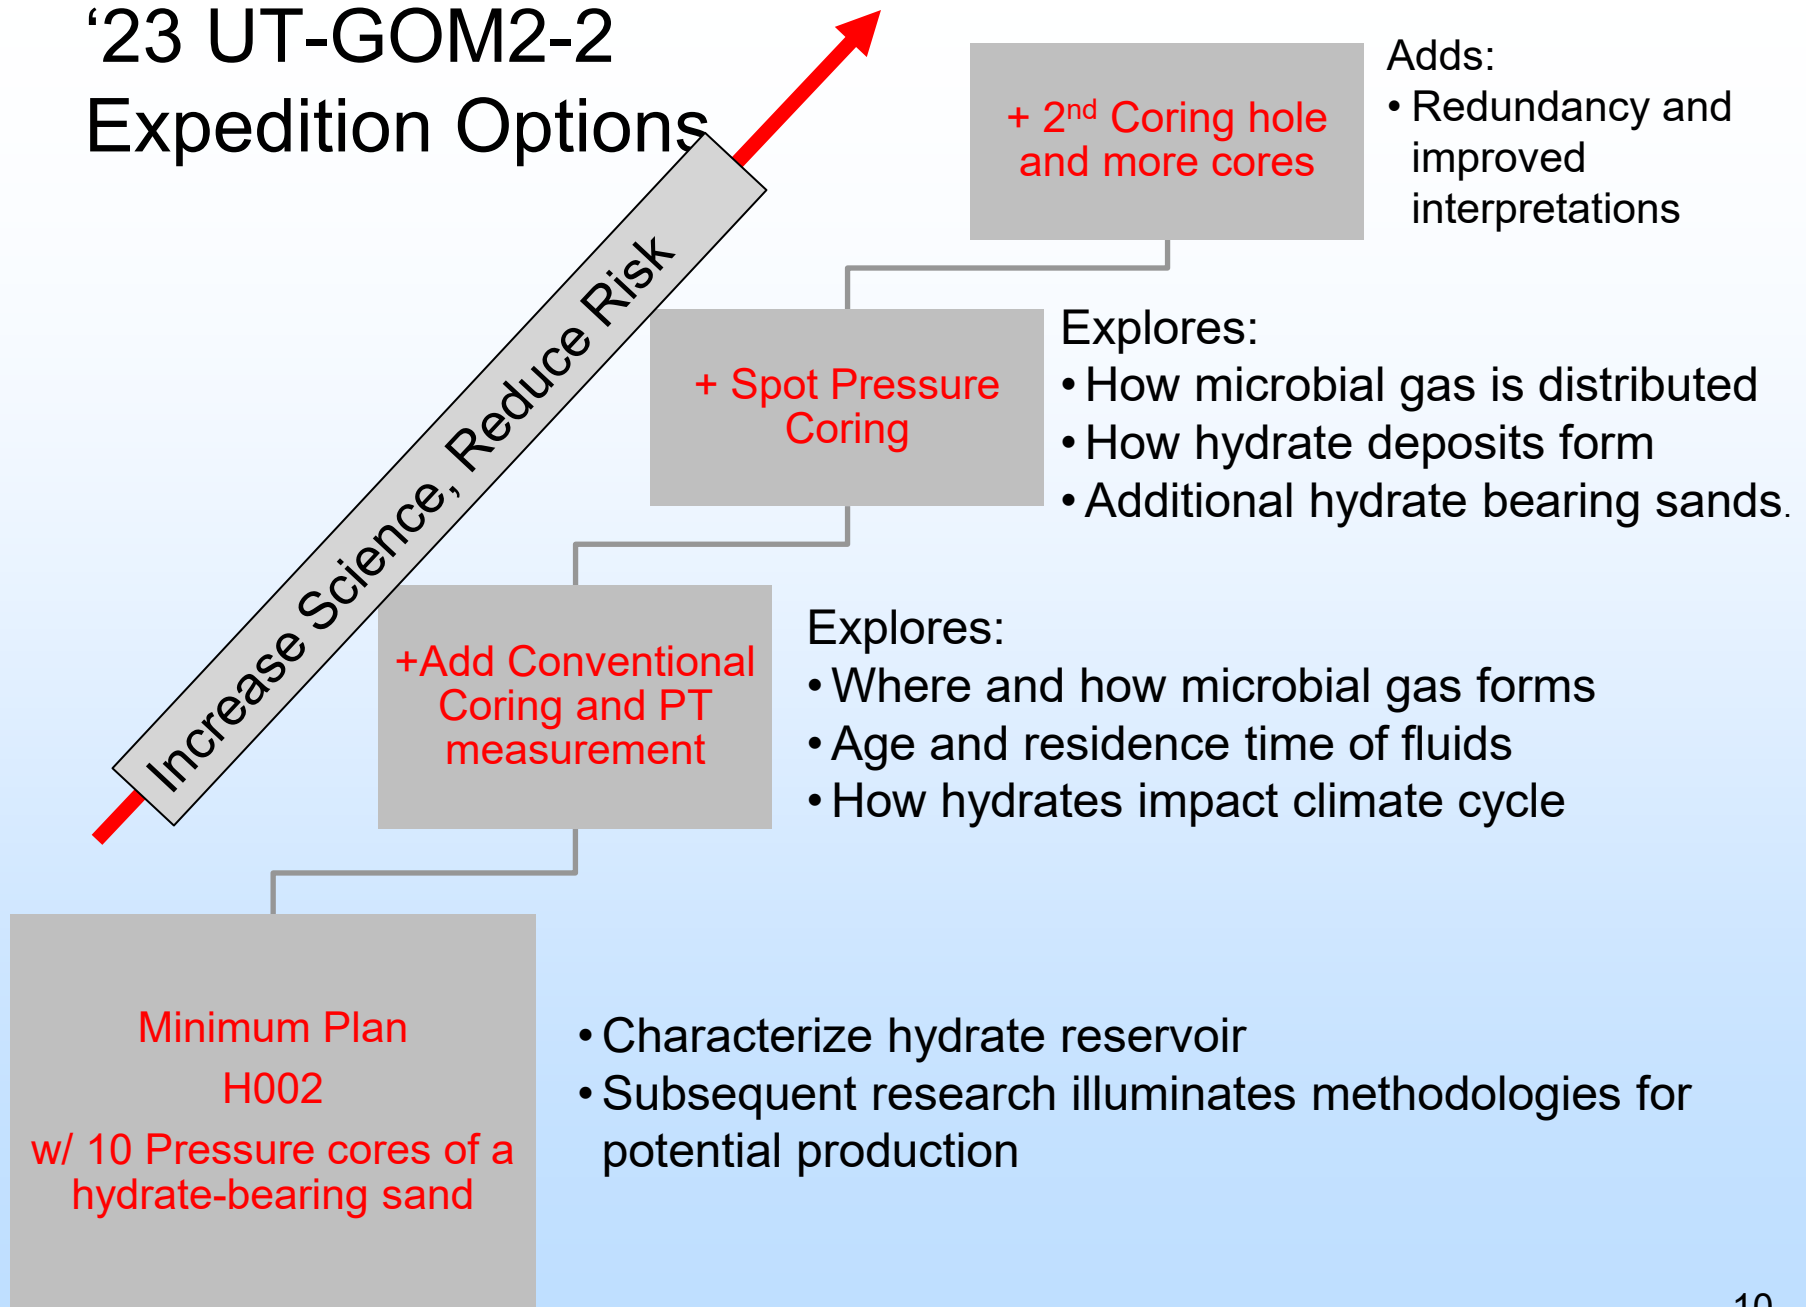 ‘23 UT-GOM2-2
Expedition Options
Increase Science, Reduce Risk
+ 2nd Coring hole
and more cores
Adds:
• Redundancy and
improved
interpretations
+ Spot Pressure
Coring
Explores:
• How microbial gas is distributed
• How hydrate deposits form
• Additional hydrate bearing sands.
+Add Conventional
Coring and PT
measurement
Explores:
• Where and how microbial gas forms
• Age and residence time of fluids
• How hydrates impact climate cycle
Minimum Plan
H002
w/ 10 Pressure cores of a
hydrate-bearing sand
• Characterize hydrate reservoir
• Subsequent research illuminates methodologies for
potential production
10